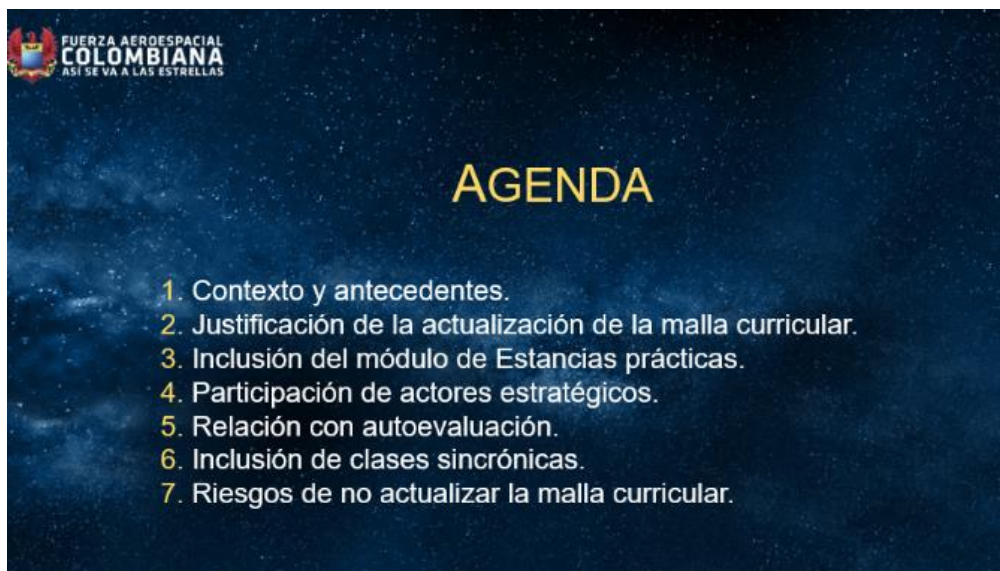 FUERZA AEROESPACIAL
COLOMBIANA
ASÍ SE VA A LAS ESTRELLAS
AGENDA
1. Contexto y antecedentes.
2. Justificación de la actualización de la malla curricular.
3. Inclusión del módulo de Estancias prácticas.
4. Participación de actores estratégicos.
5. Relación con autoevaluación.
6. Inclusión de clases sincrónicas.
7. Riesgos de no actualizar la malla curricular.